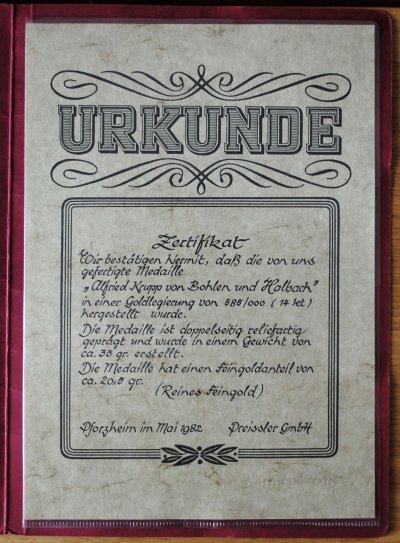 URKUNDE
Zertifikat
Wir bestätigen hiermit, daß die von uns
gefertigte Medaille
„Alfried Krupp von Bohlen und Halbach"
in einer Goldlegierung von 585/000 ( 14 kt )
hergestellt wurde.
Die Medaille ist doppelseitig reliefartig
geprägt und wurde in einem Gewicht von
ca. 35 gr. erstellt.
Die Medaille hat einen Feingoldanteil von
ca. 20,5 gr.
(Reines Feingold)
Pforzheim im Mai 1982 Preissler GmbH